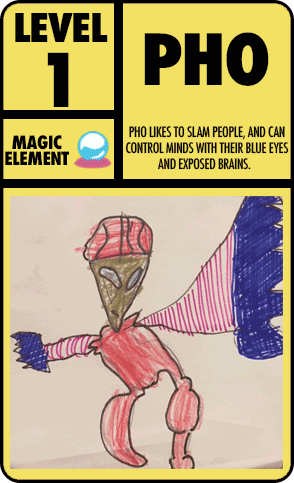 LEVEL
1
PHO
MAGIC
ELEMENT
PHO LIKES TO SLAM PEOPLE, AND CAN
CONTROL MINDS WITH THEIR BLUE EYES
AND EXPOSED BRAINS.